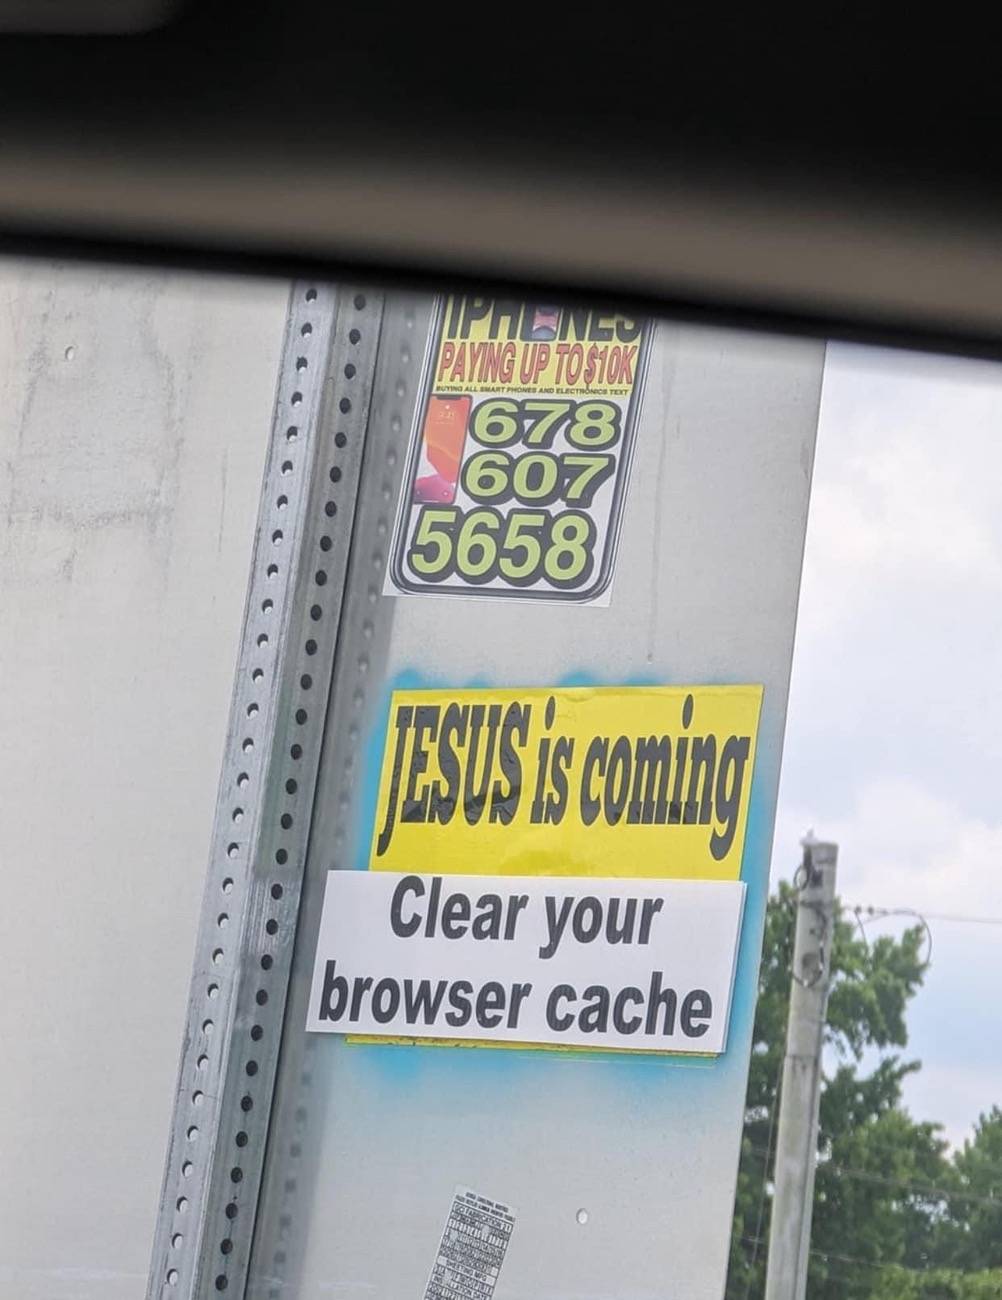 IPHONES
PAYING UP TO $10K
BUYING ALL SMART PHONES AND ELECTRONICS TEXT
678
607
5658
JESUS is coming
Clear your
browser cache